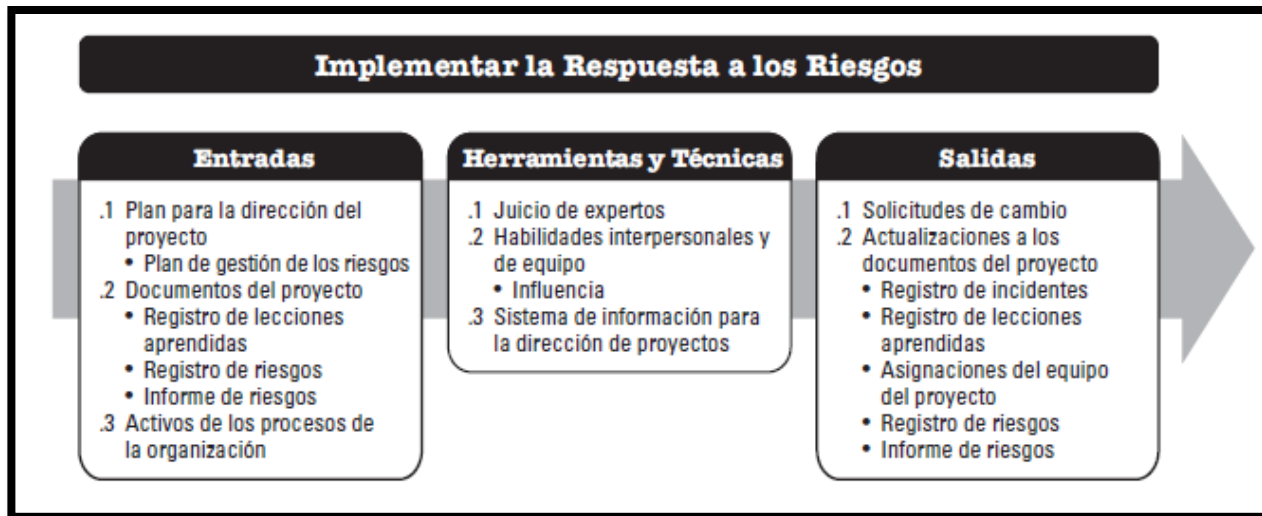 Implementar la Respuesta a los Riesgos
Entradas
.1 Plan para la dirección del
proyecto
• Plan de gestión de los riesgos
.2 Documentos del proyecto
• Registro de lecciones
aprendidas
• Registro de riesgos
• Informe de riesgos
.3 Activos de los procesos de
la organización
Herramientas y Técnicas
.1 Juicio de expertos
.2 Habilidades interpersonales y
de equipo
• Influencia
.3 Sistema de información para
la dirección de proyectos
Salidas
.1 Solicitudes de cambio
.2 Actualizaciones a los
documentos del proyecto
• Registro de incidentes
• Registro de lecciones
aprendidas
• Asignaciones del equipo
del proyecto
• Registro de riesgos
• Informe de riesgos